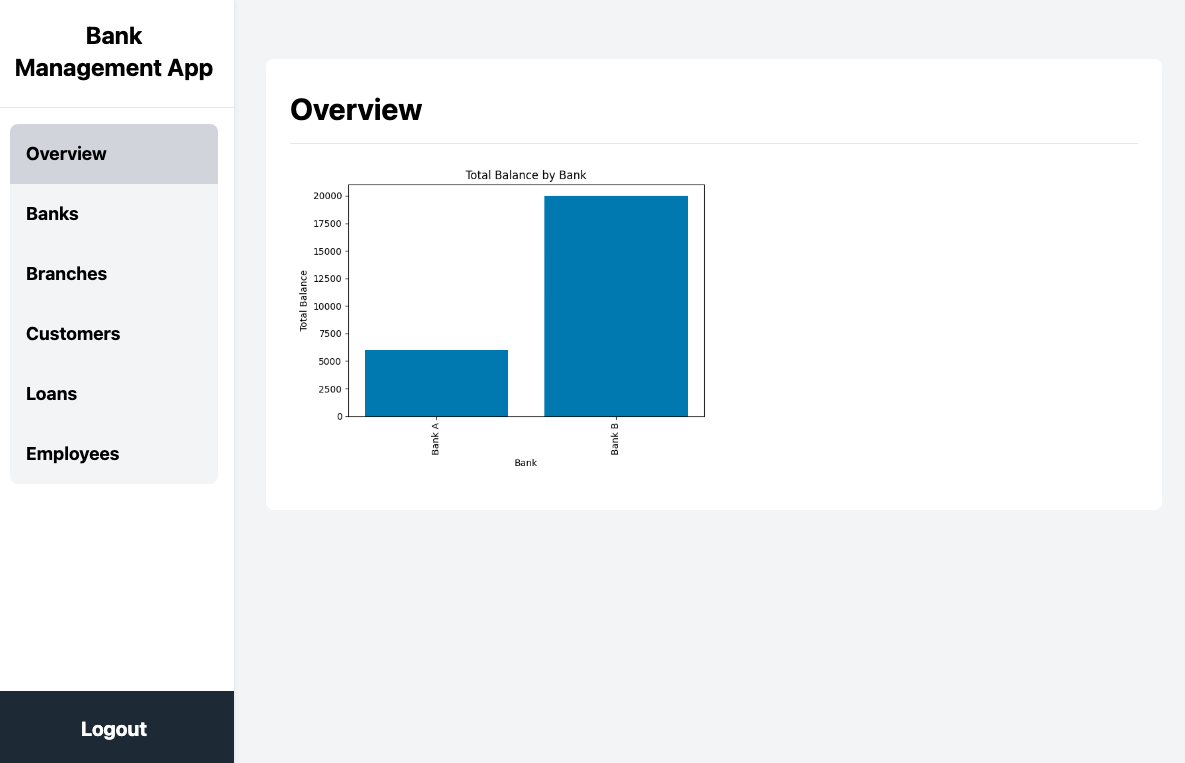 Bank
Management App
Overview
Banks
Branches
Customers
Loans
Employees
Logout
Overview
Total Balance by Bank
Total Balance
20000
17500
15000
12500
10000
7500
5000
2500
0
Bank A
Bank B
Bank